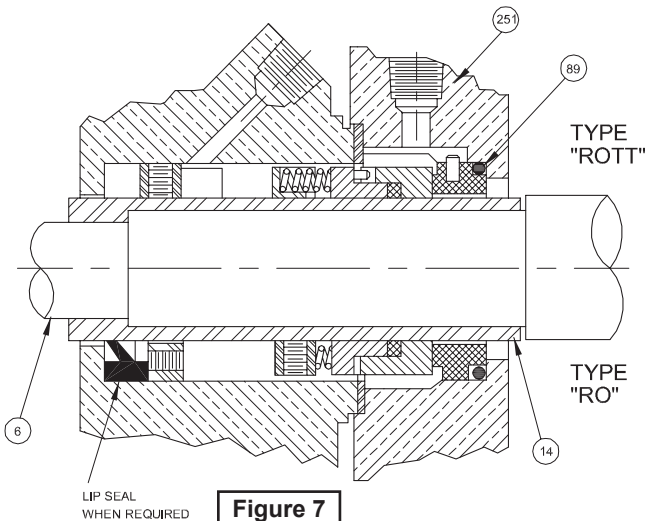 251
89
TYPE
"ROTT"
TYPE
"RO"
6
14
LIP SEAL
WHEN REQUIRED
Figure 7